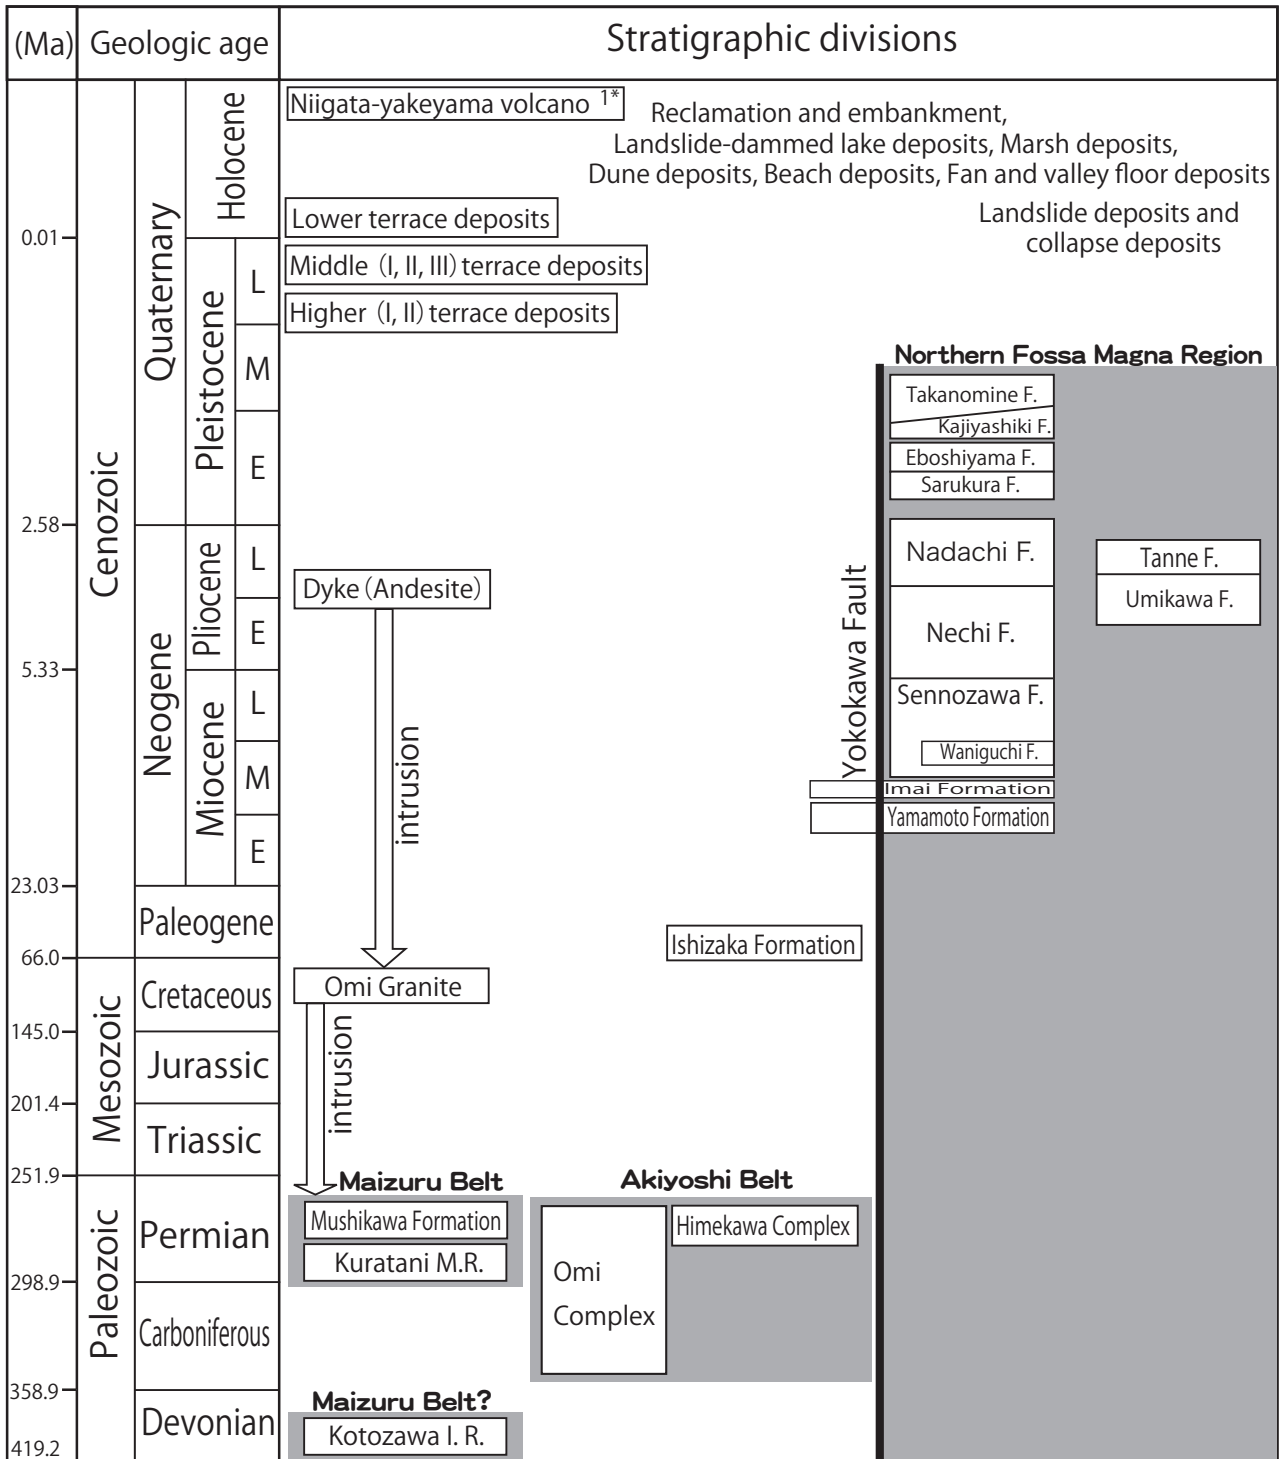 (Ma)
Geologic age
Stratigraphic divisions
Cenozoic
Mesozoic
Paleozoic
Quaternary
Neogene
Paleogene
Cretaceous
Jurassic
Triassic
Permian
Carboniferous
Devonian
Holocene
Pleistocene
L
M
E
Pliocene
L
E
Miocene
L
M
E
0.01
2.58
5.33
23.03
66.0
145.0
201.4
251.9
298.9
358.9
419.2
Niigata-yakeyama volcano 1*
Reclamation and embankment,
Landslide-dammed lake deposits, Marsh deposits,
Dune deposits, Beach deposits, Fan and valley floor deposits
Landslide deposits and
collapse deposits
Lower terrace deposits
Middle (I, II, III) terrace deposits
Higher (I, II) terrace deposits
Northern Fossa Magna Region
Takanomine F.
Kajiyashiki F.
Eboshiyama F.
Sarukura F.
Nadachi F.
Tanne F.
Umikawa F.
Nechi F.
Sennozawa F.
Waniguchi F.
Imai Formation
Yamamoto Formation
Yokokawa Fault
Dyke (Andesite)
intrusion
Ishizaka Formation
Omi Granite
intrusion
Maizuru Belt
Mushikawa Formation
Kuratani M.R.
Akiyoshi Belt
Himekawa Complex
Omi
Complex
Maizuru Belt?
Kotozawa I. R.